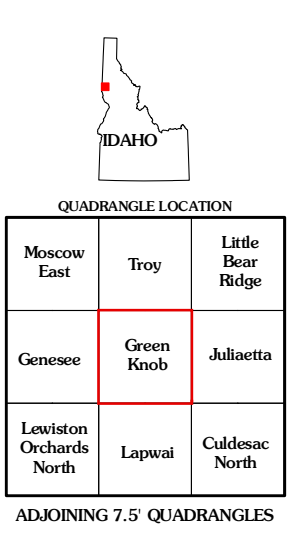 IDAHO
QUADRANGLE LOCATION
Moscow
East
Troy
Little
Bear
Ridge
Genesee
Green
Knob
Juliaetta
Lewiston
Orchards
North
Lapwai
Culdesac
North
ADJOINING 7.5' QUADRANGLES